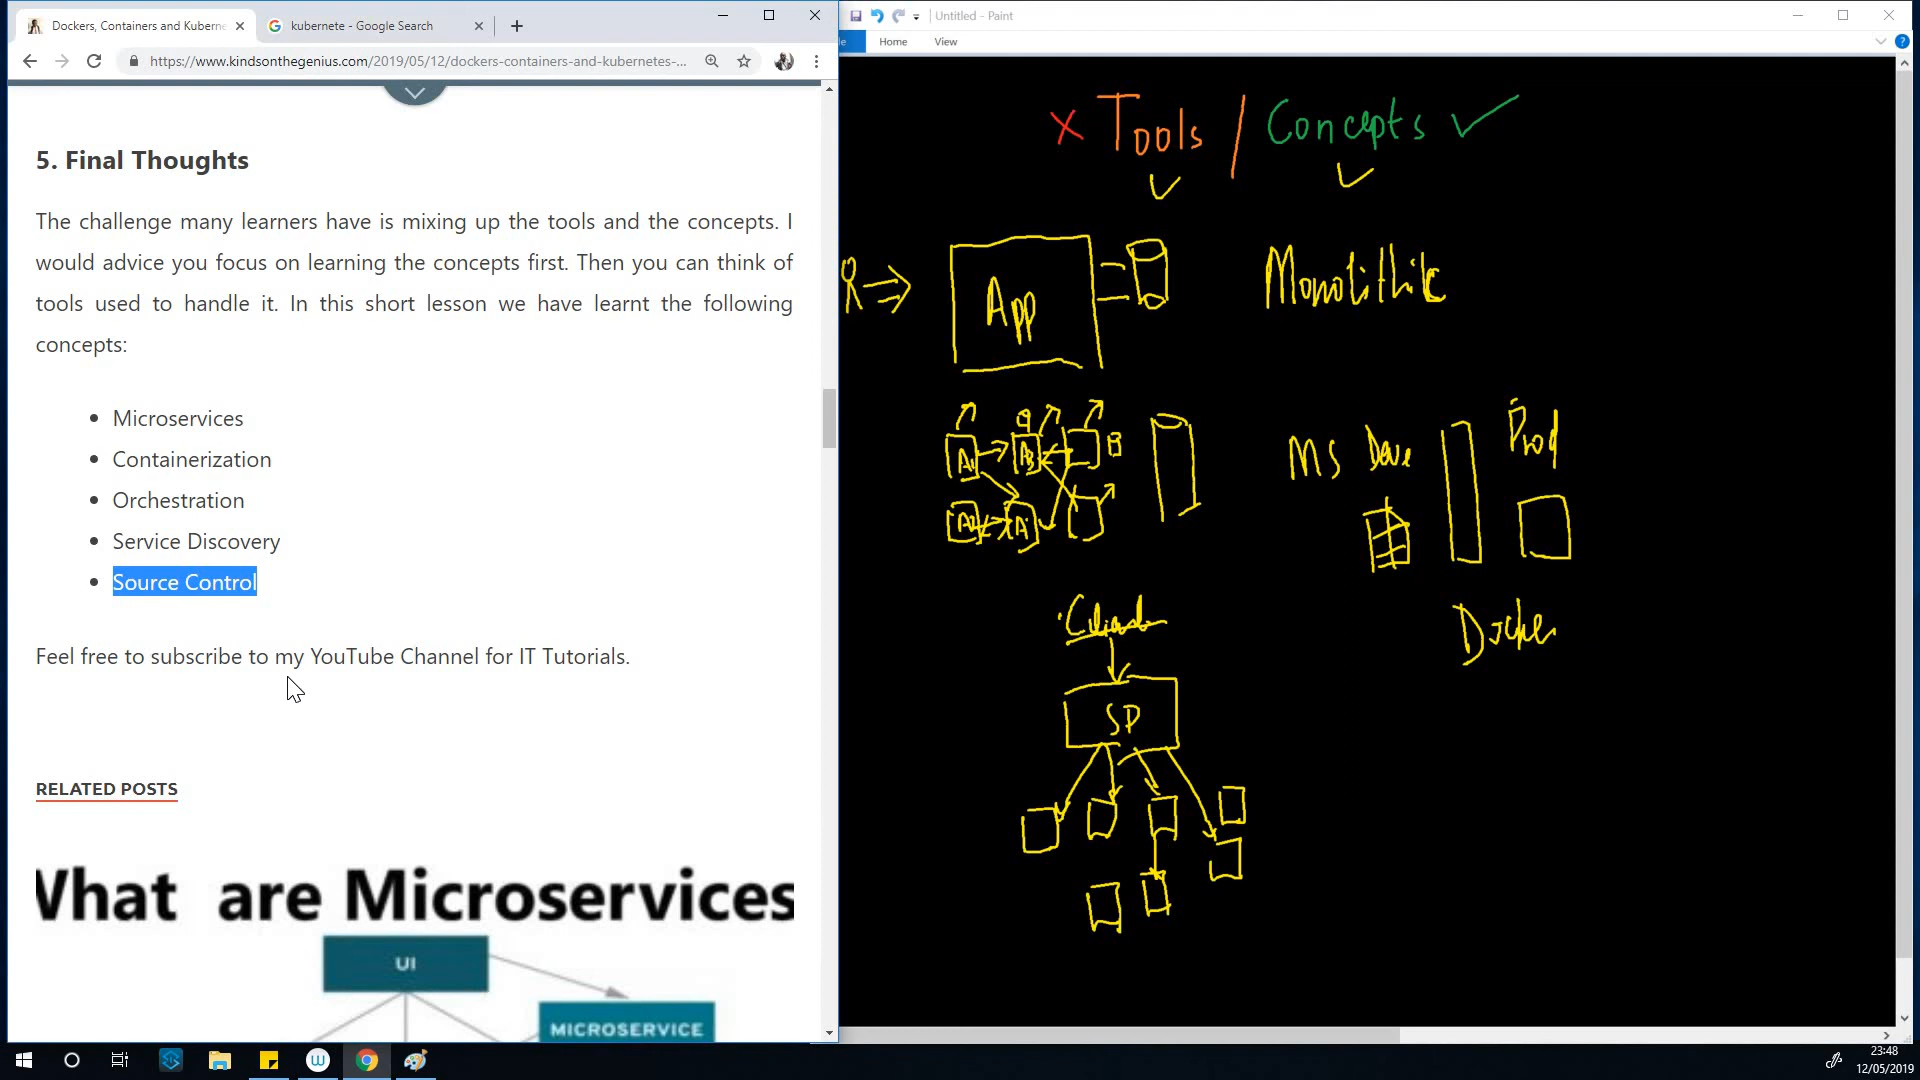 Dockers, Containers and Kuberne
kubernete - Google Search
https://www.kindsonthegenius.com/2019/05/12/dockers-containers-and-kubernetes-...
5. Final Thoughts
The challenge many learners have is mixing up the tools and the concepts. I
would advice you focus on learning the concepts first. Then you can think of
tools used to handle it. In this short lesson we have learnt the following
concepts:
Microservices
Containerization
Orchestration
Service Discovery
Source Control
Feel free to subscribe to my YouTube Channel for IT Tutorials.
RELATED POSTS
What are Microservices
UI
MICROSERVICE
Untitled - Paint
Home View
Tools / Concepts
App
Monolithic
MS
Prod
Docker
SP
23:48
12/05/2019